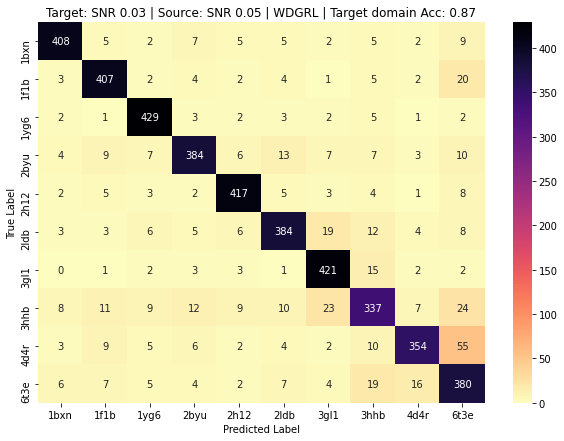 Target: SNR 0.03 | Source: SNR 0.05 | WDGRL | Target domain Acc: 0.87
True Label
1bxn 408 5 2 7 5 5 2 5 2 9
1f1b 3 407 2 4 2 4 1 5 2 20
1yg6 2 1 429 3 2 3 2 5 1 2
2byu 4 9 7 384 6 13 7 7 3 10
2h12 2 5 3 2 417 5 3 4 1 8
2ldb 3 3 6 5 6 384 19 12 4 8
3gl1 0 1 2 3 3 1 421 15 2 2
3hhb 8 11 9 12 9 10 23 337 7 24
4d4r 3 9 5 6 2 4 2 10 354 55
6t3e 6 7 5 4 2 7 4 19 16 380
1bxn 1f1b 1yg6 2byu 2h12 2ldb 3gl1 3hhb 4d4r 6t3e
Predicted Label
400
350
300
250
200
150
100
50
0